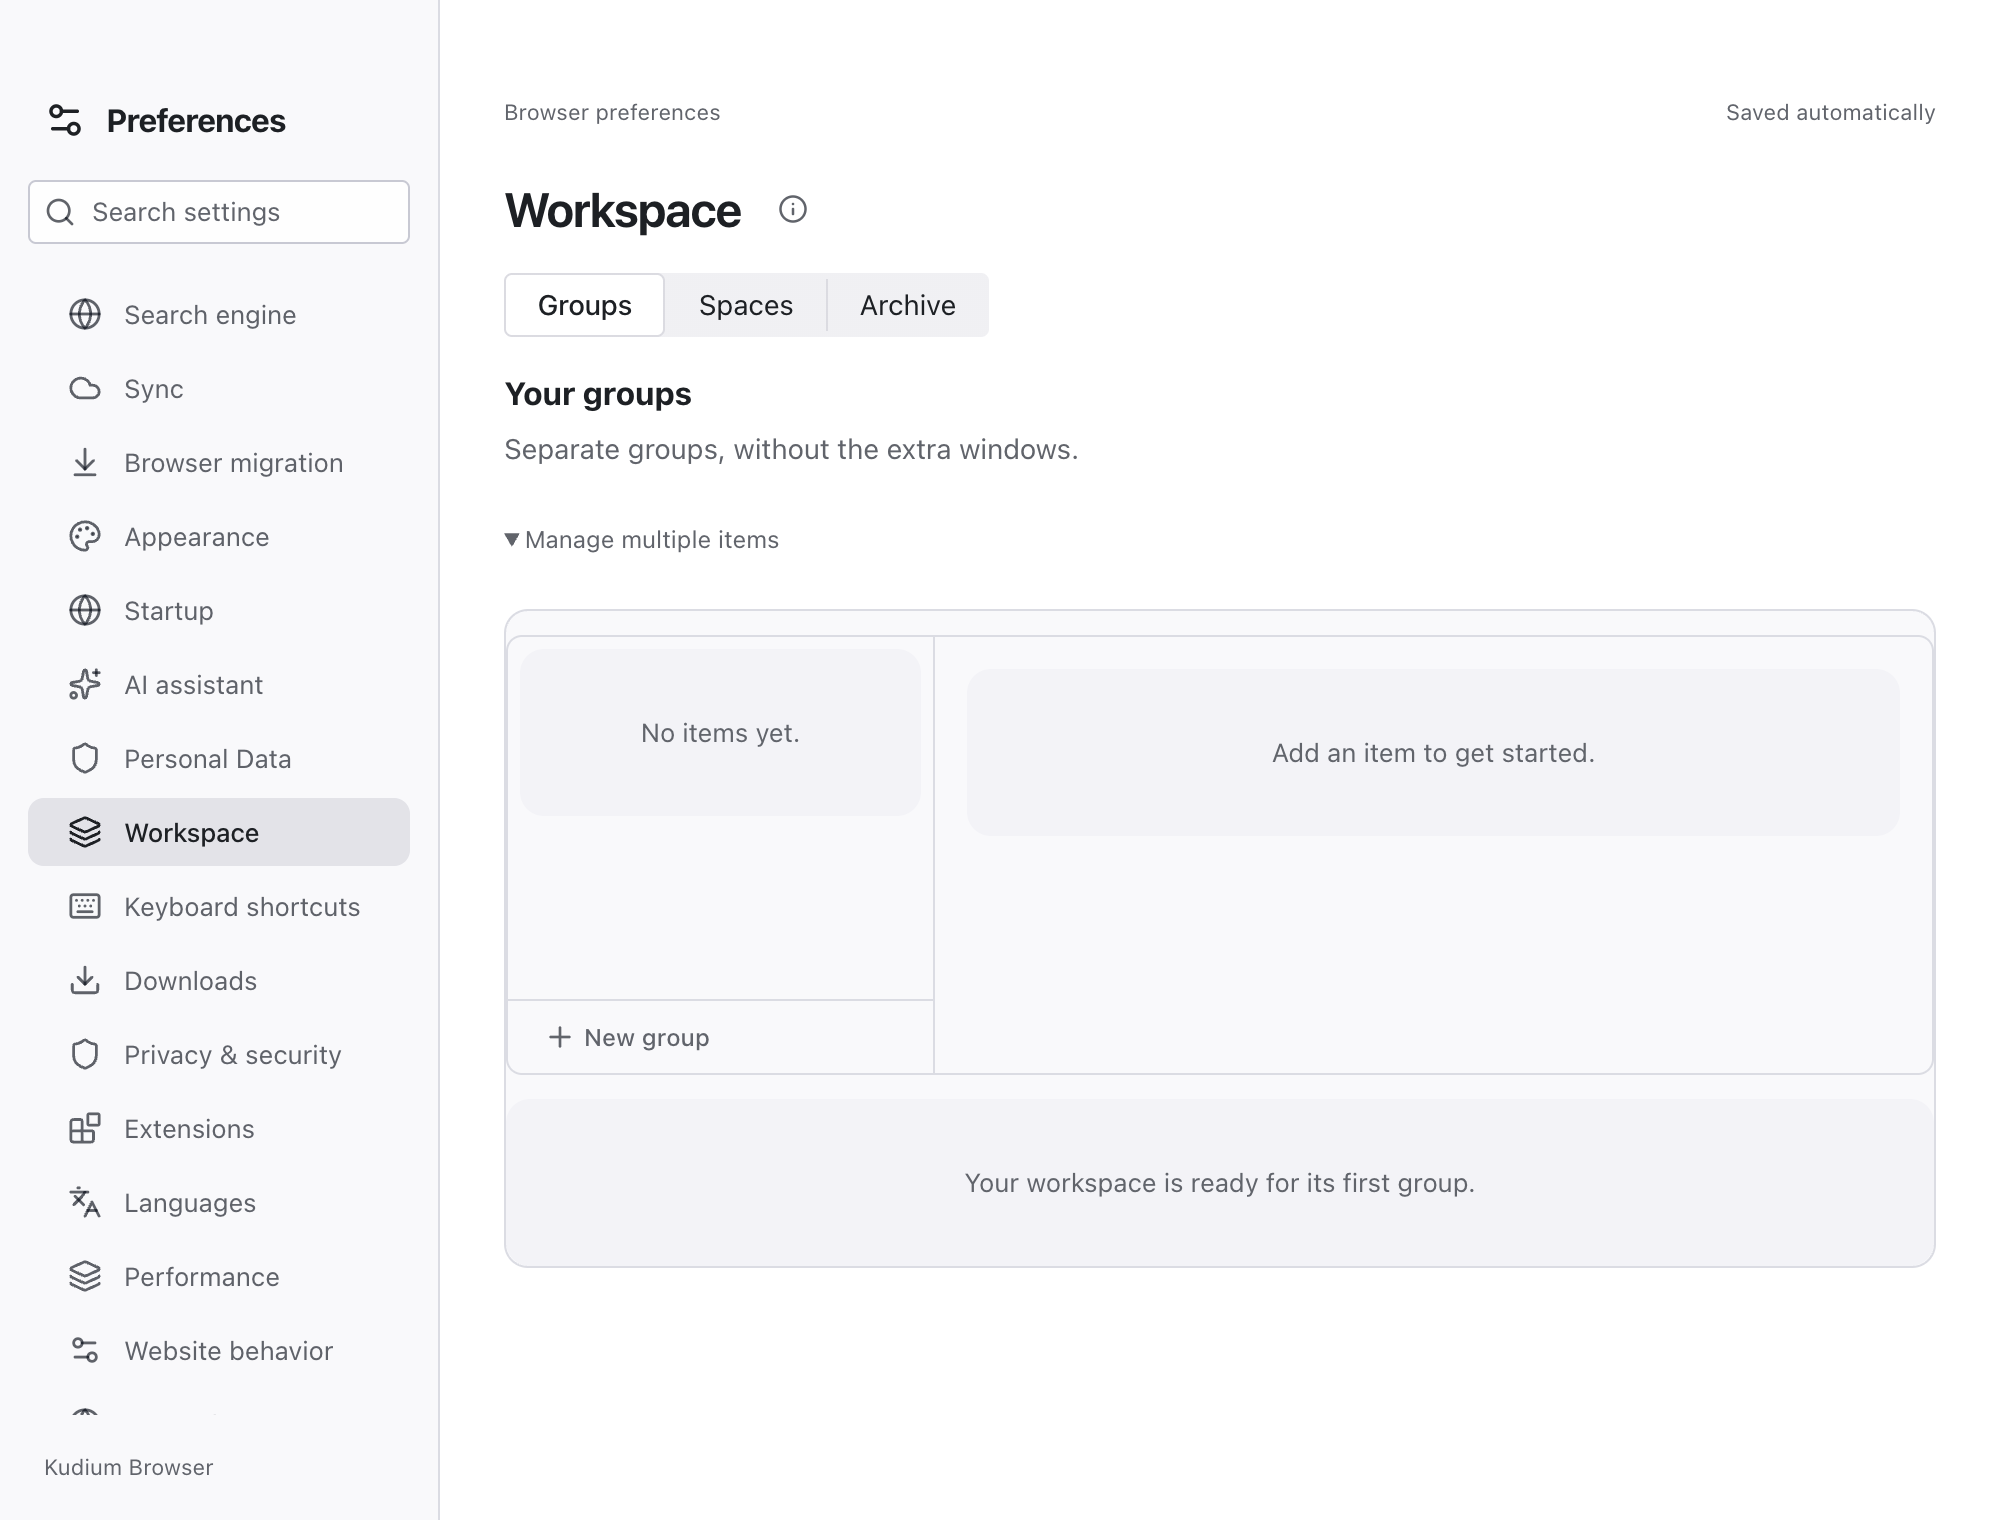 Preferences
Search settings
Search engine
Sync
Browser migration
Appearance
Startup
AI assistant
Personal Data
Workspace
Keyboard shortcuts
Downloads
Privacy & security
Extensions
Languages
Performance
Website behavior
Kudium Browser
Browser preferences
Saved automatically
Workspace
Groups
Spaces
Archive
Your groups
Separate groups, without the extra windows.
Manage multiple items
No items yet.
Add an item to get started.
New group
Your workspace is ready for its first group.